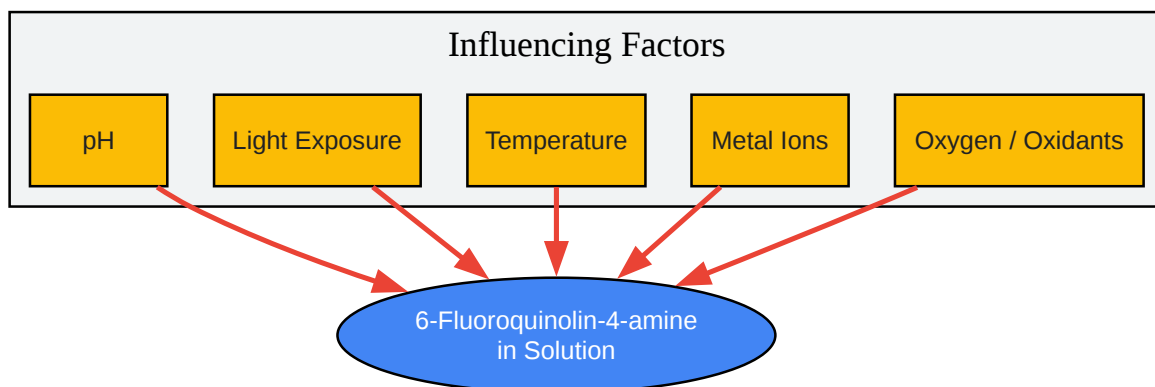 Influencing Factors
pH
Light Exposure
Temperature
Metal Ions
Oxygen / Oxidants
6-Fluoroquinolin-4-amine
in Solution